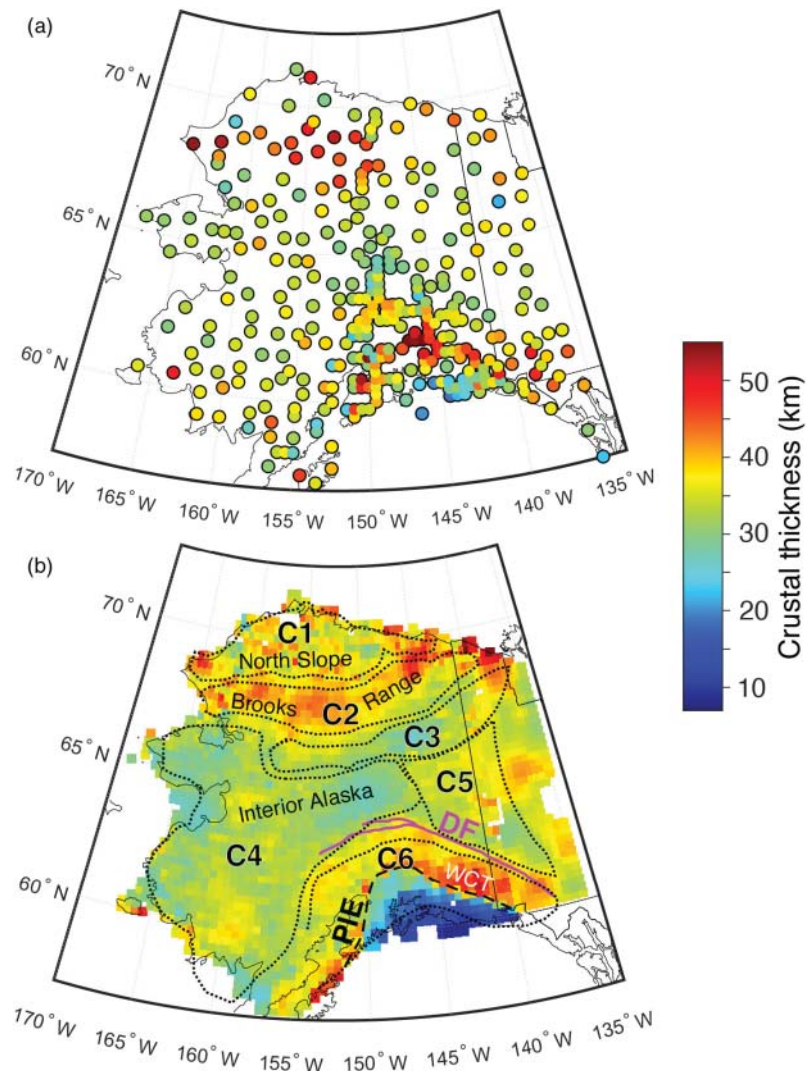 (a)
70° N
65° N
60° N
170° W
165° W
160° W
155° W
150° W
145° W
140° W
135° W
50
40
30
20
10
Crustal thickness (km)
(b)
70° N
65° N
60° N
C1
North Slope
Brooks
Range
C2
C3
C5
Interior Alaska
C4
DF
C6
WCT
PIE
170° W
165° W
160° W
155° W
150° W
145° W
140° W
135° W